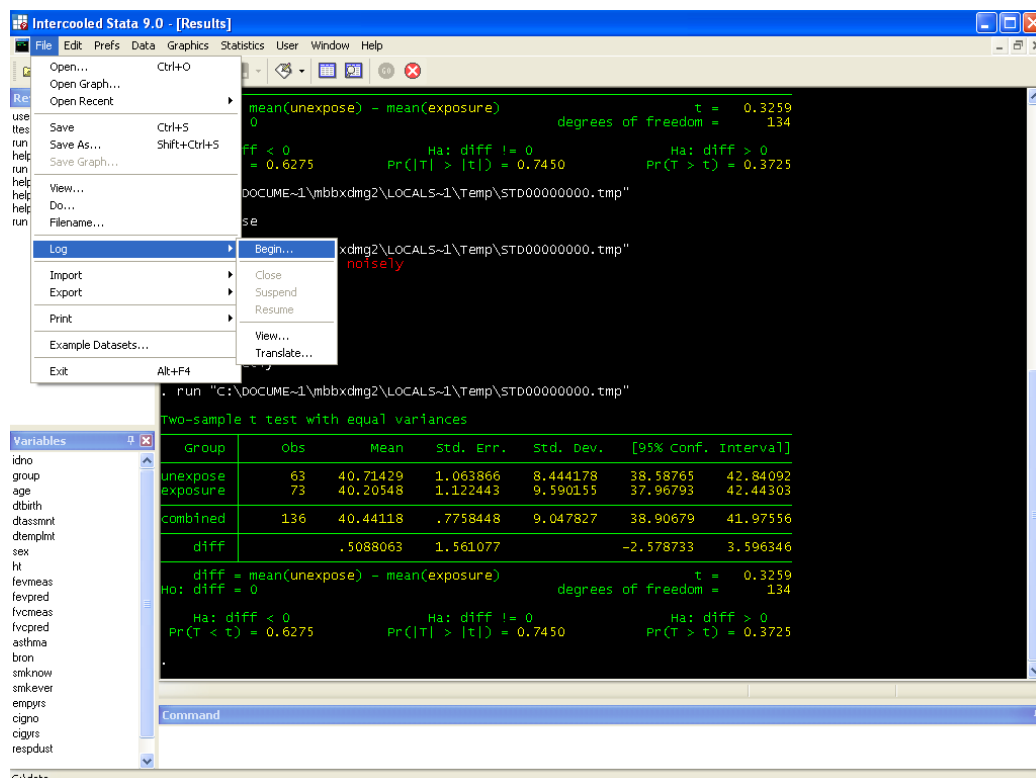 Intercooled Stata 9.0 - [Results]
File Edit Prefs Data Graphics Statistics User Window Help
Open... Ctrl+O
Open Graph...
Open Recent
Save Ctrl+S
Save As... Shift+Ctrl+S
Save Graph...
View...
Do...
Filename...
Log
Import
Export
Print
Example Datasets...
Exit Alt+F4
Begin...
Close
Suspend
Resume
View...
Translate...
GO
Re
use
ttes
run
help
run
help
help
help
run
mean(unexpose) - mean(exposure) t = 0.3259
0 degrees of freedom = 134
ff < 0 Ha: diff != 0 Ha: diff > 0
= 0.6275 Pr(|T| > |t|) = 0.7450 Pr(T > t) = 0.3725
DOCUME~1\mbbxdmg2\LOCALS~1\Temp\STD00000000.tmp"
se
xdmg2\LOCALS~1\Temp\STD00000000.tmp"
noisely
. run "C:\DOCUME~1\mbbxdmg2\LOCALS~1\Temp\STD00000000.tmp"
Two-sample t test with equal variances
Group Obs Mean Std. Err. Std. Dev. [95% Conf. Interval]
unexpose 63 40.71429 1.063866 8.444178 38.58765 42.84092
exposure 73 40.20548 1.122443 9.590155 37.96793 42.44303
combined 136 40.44118 .7758448 9.047827 38.90679 41.97556
diff .5088063 1.561077 -2.578733 3.596346
diff = mean(unexpose) - mean(exposure) t = 0.3259
Ho: diff = 0 degrees of freedom = 134
Ha: diff < 0 Ha: diff != 0 Ha: diff > 0
Pr(T < t) = 0.6275 Pr(|T| > |t|) = 0.7450 Pr(T > t) = 0.3725
.
Variables
idno
group
age
dtbirth
dtassmnt
dtemplmt
sex
ht
fevmeas
fevpred
fvcmeas
fvcpred
asthma
bron
smknow
smkever
empyrs
cigno
cigyrs
respdust
Command